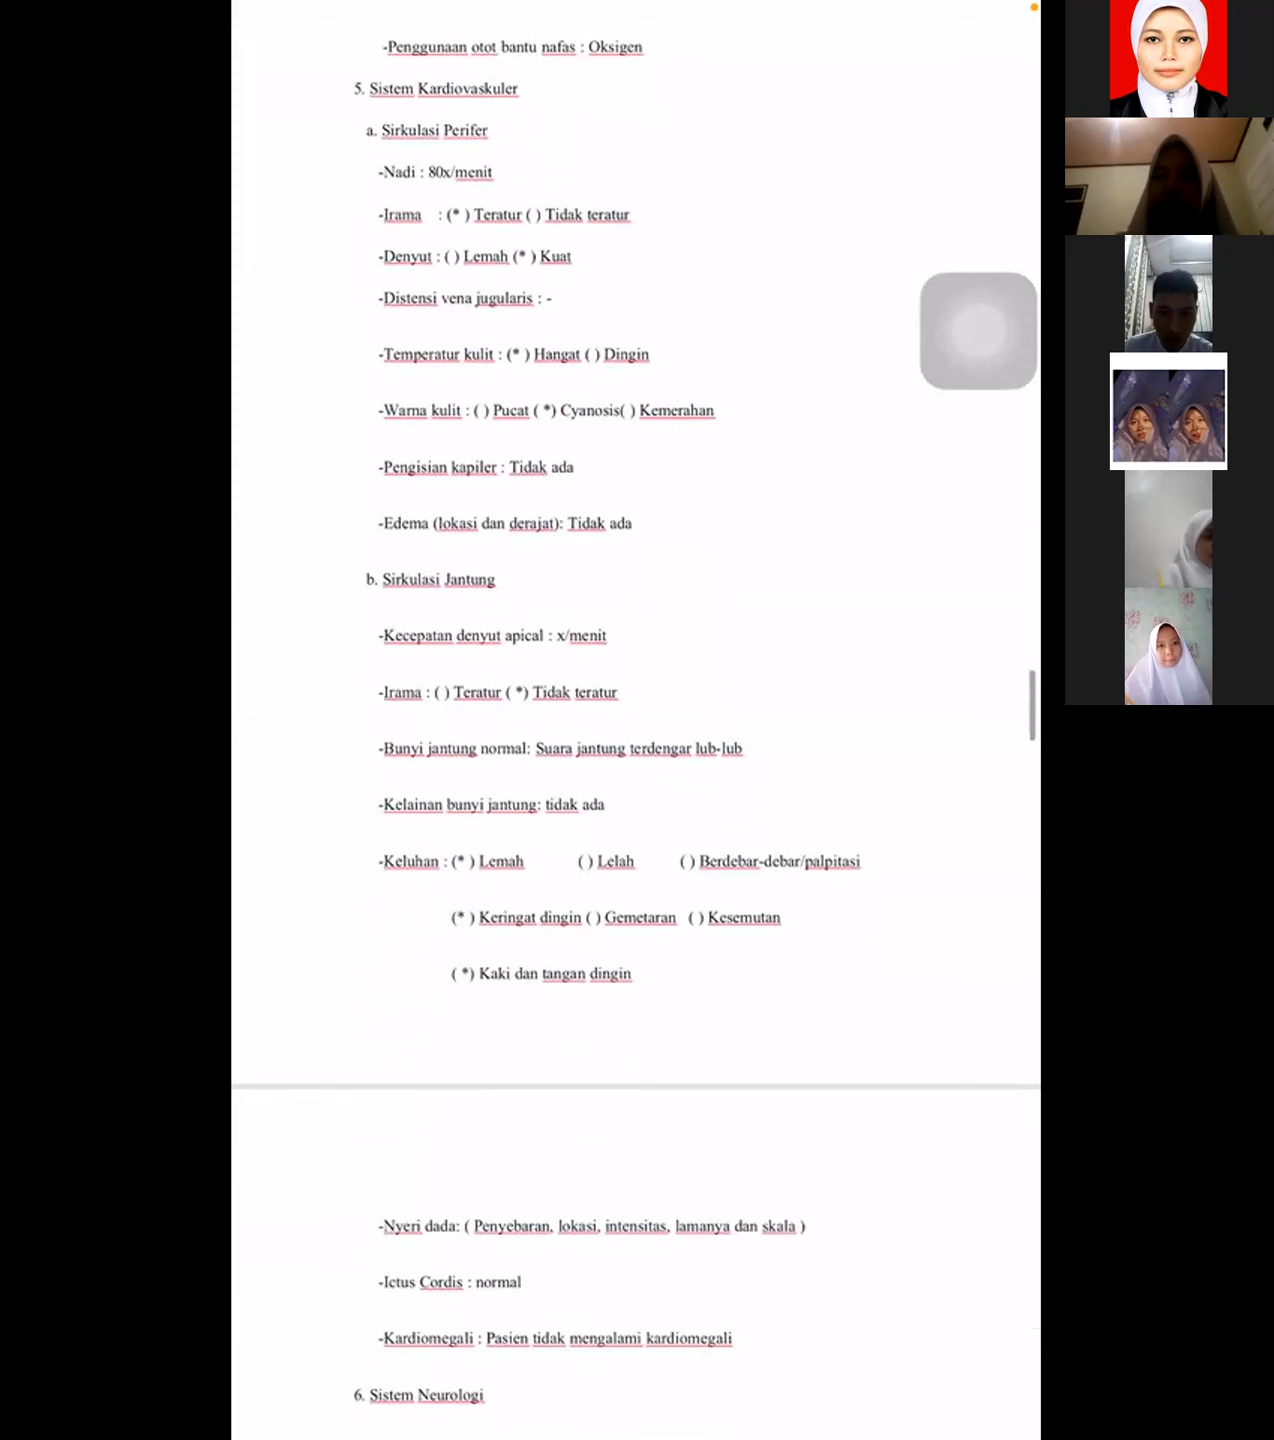 -Penggunaan otot bantu nafas : Oksigen
5. Sistem Kardiovaskuler
a. Sirkulasi Perifer
-Nadi : 80x/menit
-Irama : (* ) Teratur ( ) Tidak teratur
-Denyut : ( ) Lemah (* ) Kuat
-Distensi vena jugularis : -
-Temperatur kulit : (* ) Hangat ( ) Dingin
-Warna kulit : ( ) Pucat ( *) Cyanosis( ) Kemerahan
-Pengisian kapiler : Tidak ada
-Edema (lokasi dan derajat): Tidak ada
b. Sirkulasi Jantung
-Kecepatan denyut apical : x/menit
-Irama : ( ) Teratur ( *) Tidak teratur
-Bunyi jantung normal: Suara jantung terdengar lub-lub
-Kelainan bunyi jantung: tidak ada
-Keluhan : (* ) Lemah ( ) Lelah ( ) Berdebar-debar/palpitasi
(* ) Keringat dingin ( ) Gemetaran ( ) Kesemutan
( *) Kaki dan tangan dingin
-Nyeri dada: ( Penyebaran, lokasi, intensitas, lamanya dan skala )
-Ictus Cordis : normal
-Kardiomegali : Pasien tidak mengalami kardiomegali
6. Sistem Neurologi